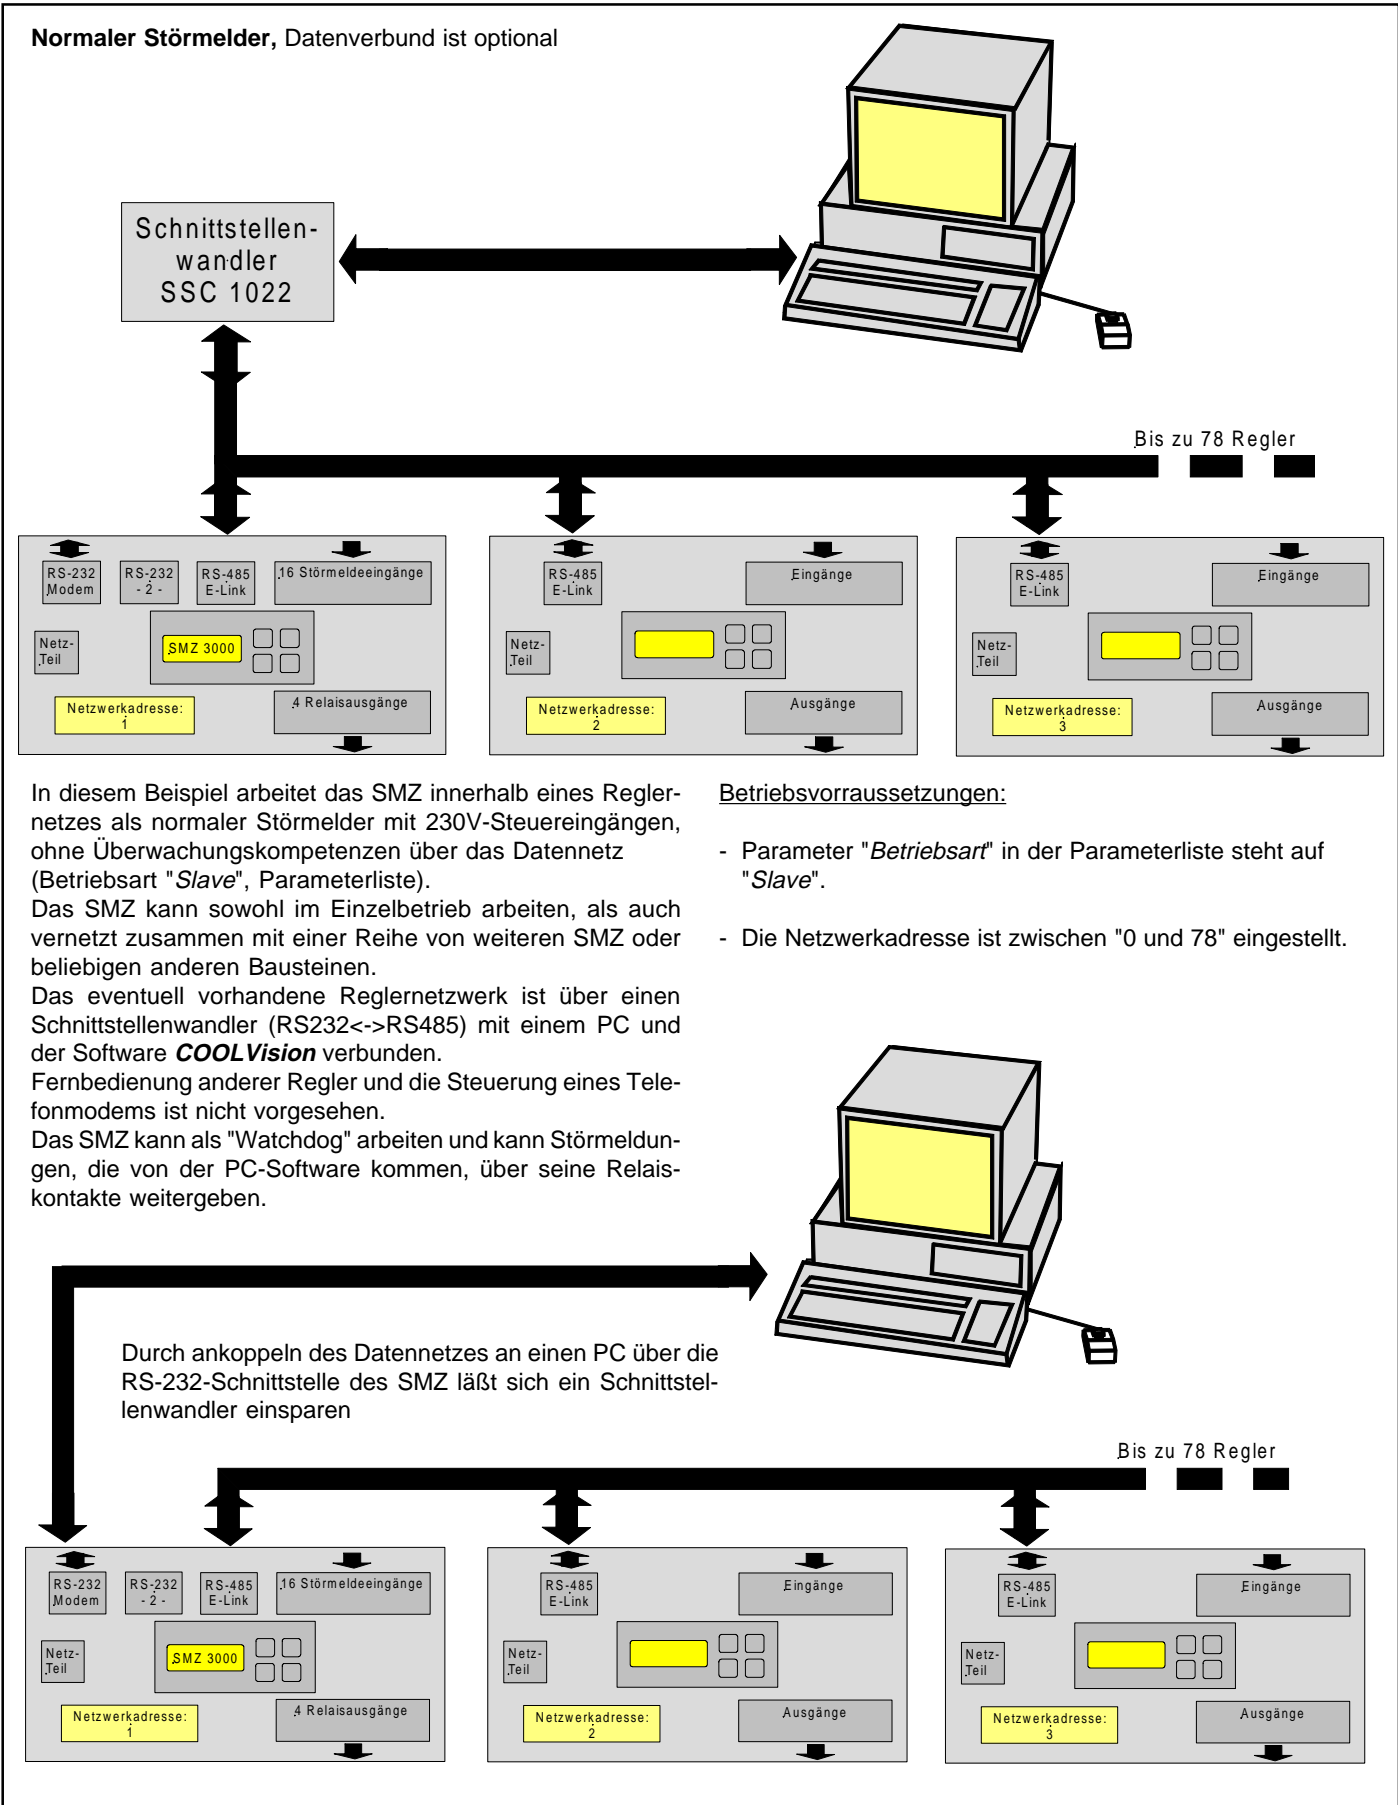 Normaler Störmelder, Datenverbund ist optional
Schnittstellen-
wandler
SSC 1022
Bis zu 78 Regler
RS-232
Modem
RS-232
- 2 -
RS-485
E-Link
16 Störmeldeeingänge
Netz-
Teil
SMZ 3000
Netzwerkadresse:
1
4 Relaisausgänge
RS-485
E-Link
Eingänge
Netz-
Teil
Netzwerkadresse:
2
Ausgänge
RS-485
E-Link
Eingänge
Netz-
Teil
Netzwerkadresse:
3
Ausgänge
In diesem Beispiel arbeitet das SMZ innerhalb eines Regler-
netzes als normaler Störmelder mit 230V-Steuereingängen,
ohne Überwachungskompetenzen über das Datennetz
(Betriebsart "Slave", Parameterliste).
Das SMZ kann sowohl im Einzelbetrieb arbeiten, als auch
vernetzt zusammen mit einer Reihe von weiteren SMZ oder
beliebigen anderen Bausteinen.
Das eventuell vorhandene Reglernetzwerk ist über einen
Schnittstellenwandler (RS232<->RS485) mit einem PC und
der Software COOLVision verbunden.
Fernbedienung anderer Regler und die Steuerung eines Tele-
fonmodems ist nicht vorgesehen.
Das SMZ kann als "Watchdog" arbeiten und kann Störmeldun-
gen, die von der PC-Software kommen, über seine Relais-
kontakte weitergeben.
Betriebsvorraussetzungen:
- Parameter "Betriebsart" in der Parameterliste steht auf
"Slave".
- Die Netzwerkadresse ist zwischen "0 und 78" eingestellt.
Durch ankoppeln des Datennetzes an einen PC über die
RS-232-Schnittstelle des SMZ läßt sich ein Schnittstel-
lenwandler einsparen
Bis zu 78 Regler
RS-232
Modem
RS-232
- 2 -
RS-485
E-Link
16 Störmeldeeingänge
Netz-
Teil
SMZ 3000
Netzwerkadresse:
1
4 Relaisausgänge
RS-485
E-Link
Eingänge
Netz-
Teil
Netzwerkadresse:
2
Ausgänge
RS-485
E-Link
Eingänge
Netz-
Teil
Netzwerkadresse:
3
Ausgänge